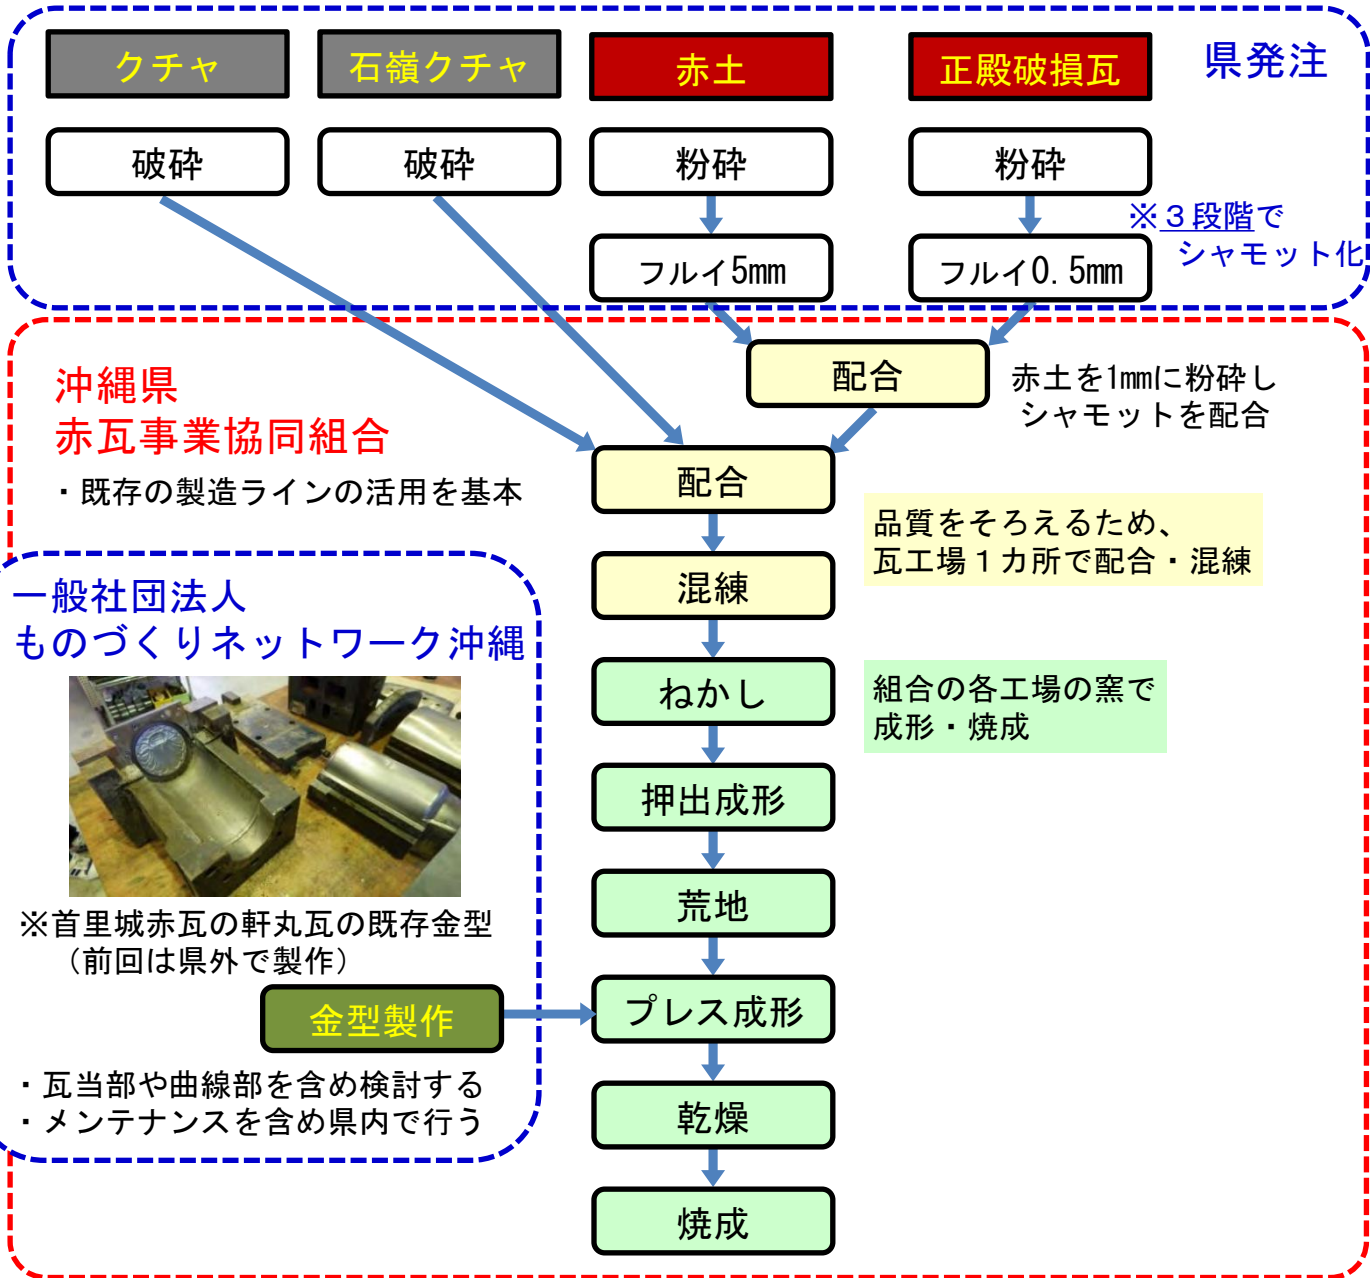 クチャ
石嶺クチャ
赤土
正殿破損瓦
県発注
破砕
破砕
粉砕
粉砕
※３段階で
シャモット化
フルイ5mm
フルイ0.5mm
配合
赤土を1mmに粉砕し
シャモットを配合
沖縄県
赤瓦事業協同組合
・既存の製造ラインの活用を基本
配合
品質をそろえるため、
瓦工場１カ所で配合・混練
混練
一般社団法人
ものづくりネットワーク沖縄
ねかし
組合の各工場の窯で
成形・焼成
押出成形
荒地
※首里城赤瓦の軒丸瓦の既存金型
（前回は県外で製作）
金型製作
プレス成形
・瓦当部や曲線部を含め検討する
・メンテナンスを含め県内で行う
乾燥
焼成